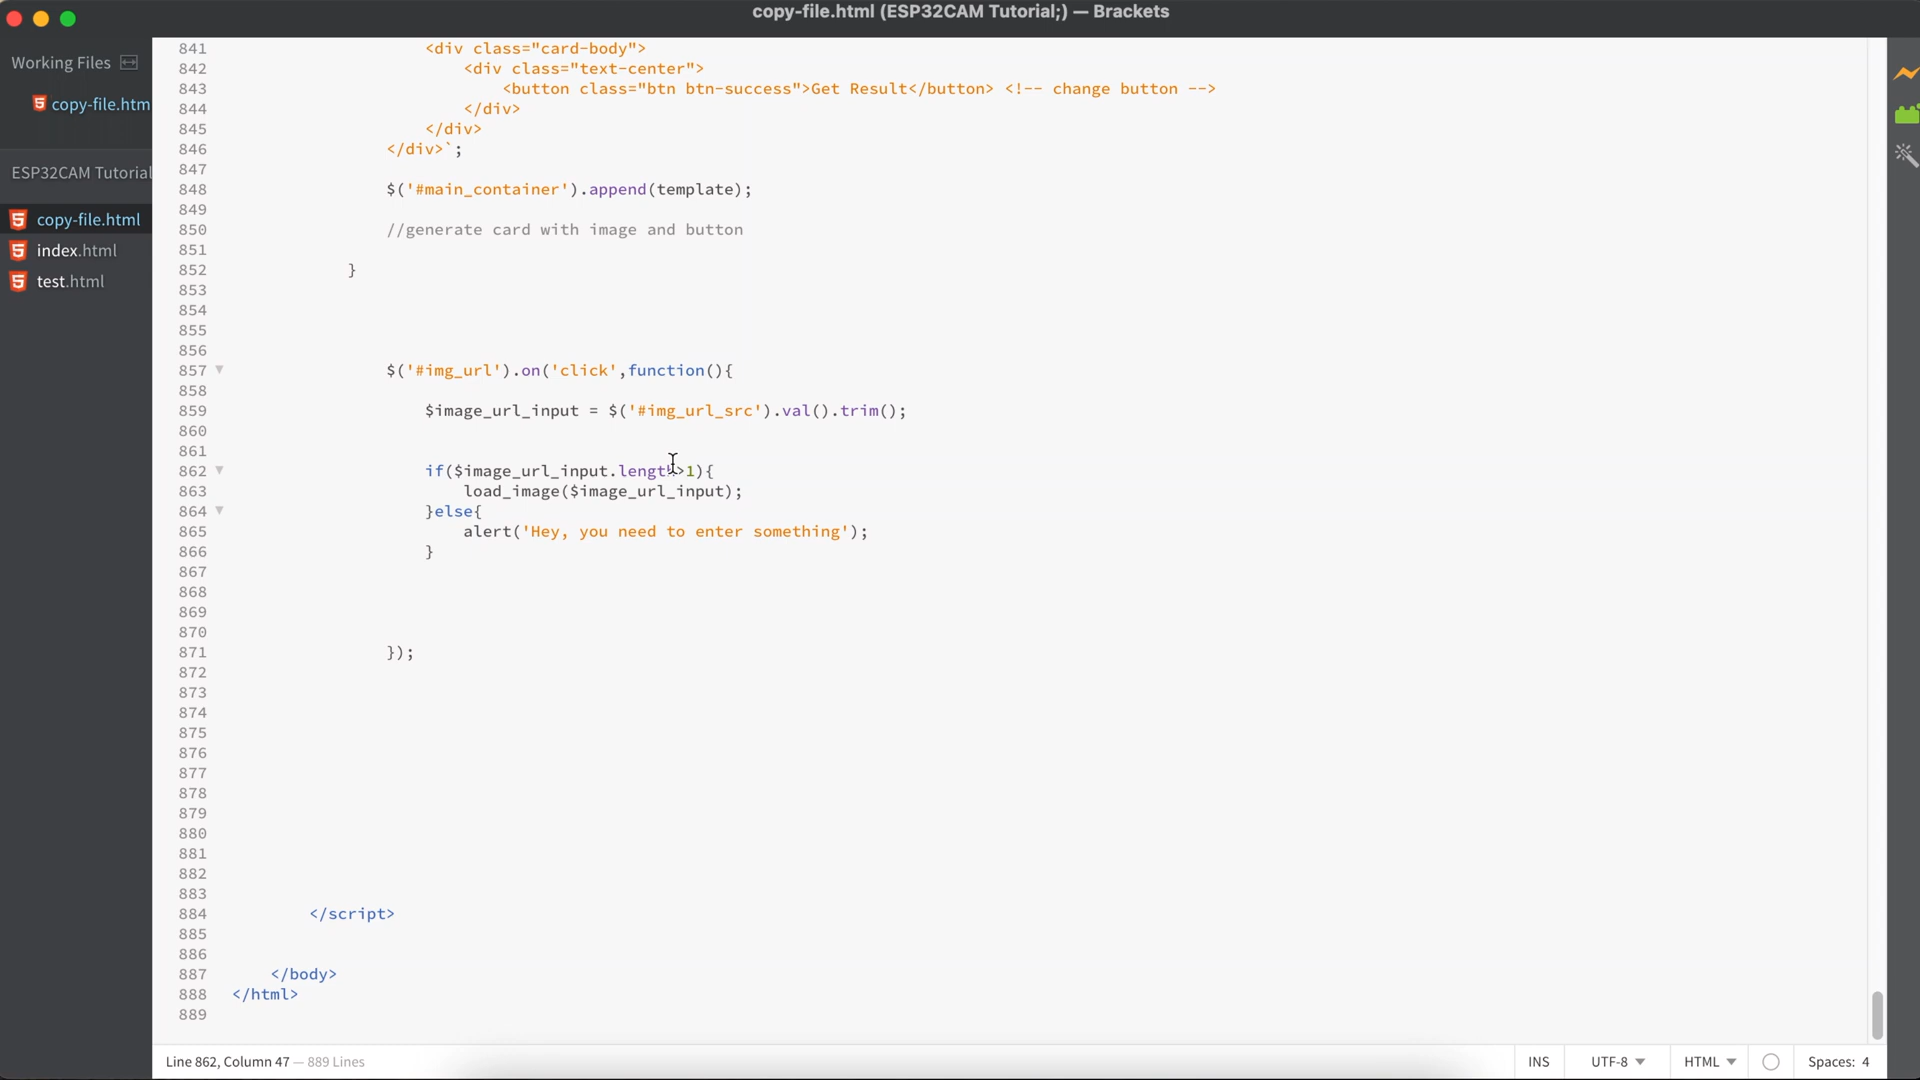 copy-file.html (ESP32CAM Tutorial;) — Brackets
Working Files
copy-file.htm
ESP32CAM Tutorial
copy-file.html
index.html
test.html
841 <div class="card-body">
842 <div class="text-center">
843 <button class="btn btn-success">Get Result</button> <!-- change button -->
844 </div>
845 </div>
846 </div>`;
847
848 $('#main_container').append(template);
849
850 //generate card with image and button
851
852 }
853
854
855
856
857 $('#img_url').on('click',function(){
858
859 $image_url_input = $('#img_url_src').val().trim();
860
861
862 if($image_url_input.length>1){
863 load_image($image_url_input);
864 }else{
865 alert('Hey, you need to enter something');
866 }
867
868
869
870
871 });
872
873
874
875
876
877
878
879
880
881
882
883
884 </script>
885
886
887 </body>
888 </html>
889
Line 862, Column 47 — 889 Lines
INS
UTF-8
HTML
Spaces: 4